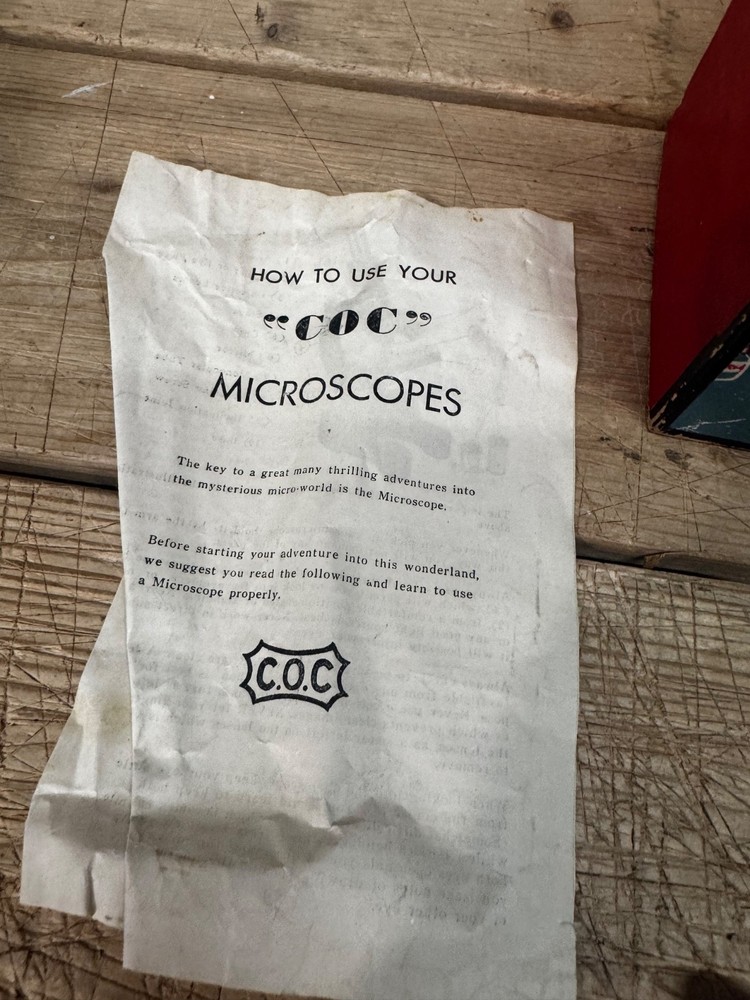 HOW TO USE YOUR
“COC”
MICROSCOPES
The key to a great many thrilling adventures into
the mysterious micro-world is the Microscope.
Before starting your adventure into this wonderland,
we suggest you read the following and learn to use
a Microscope properly.
C.O.C